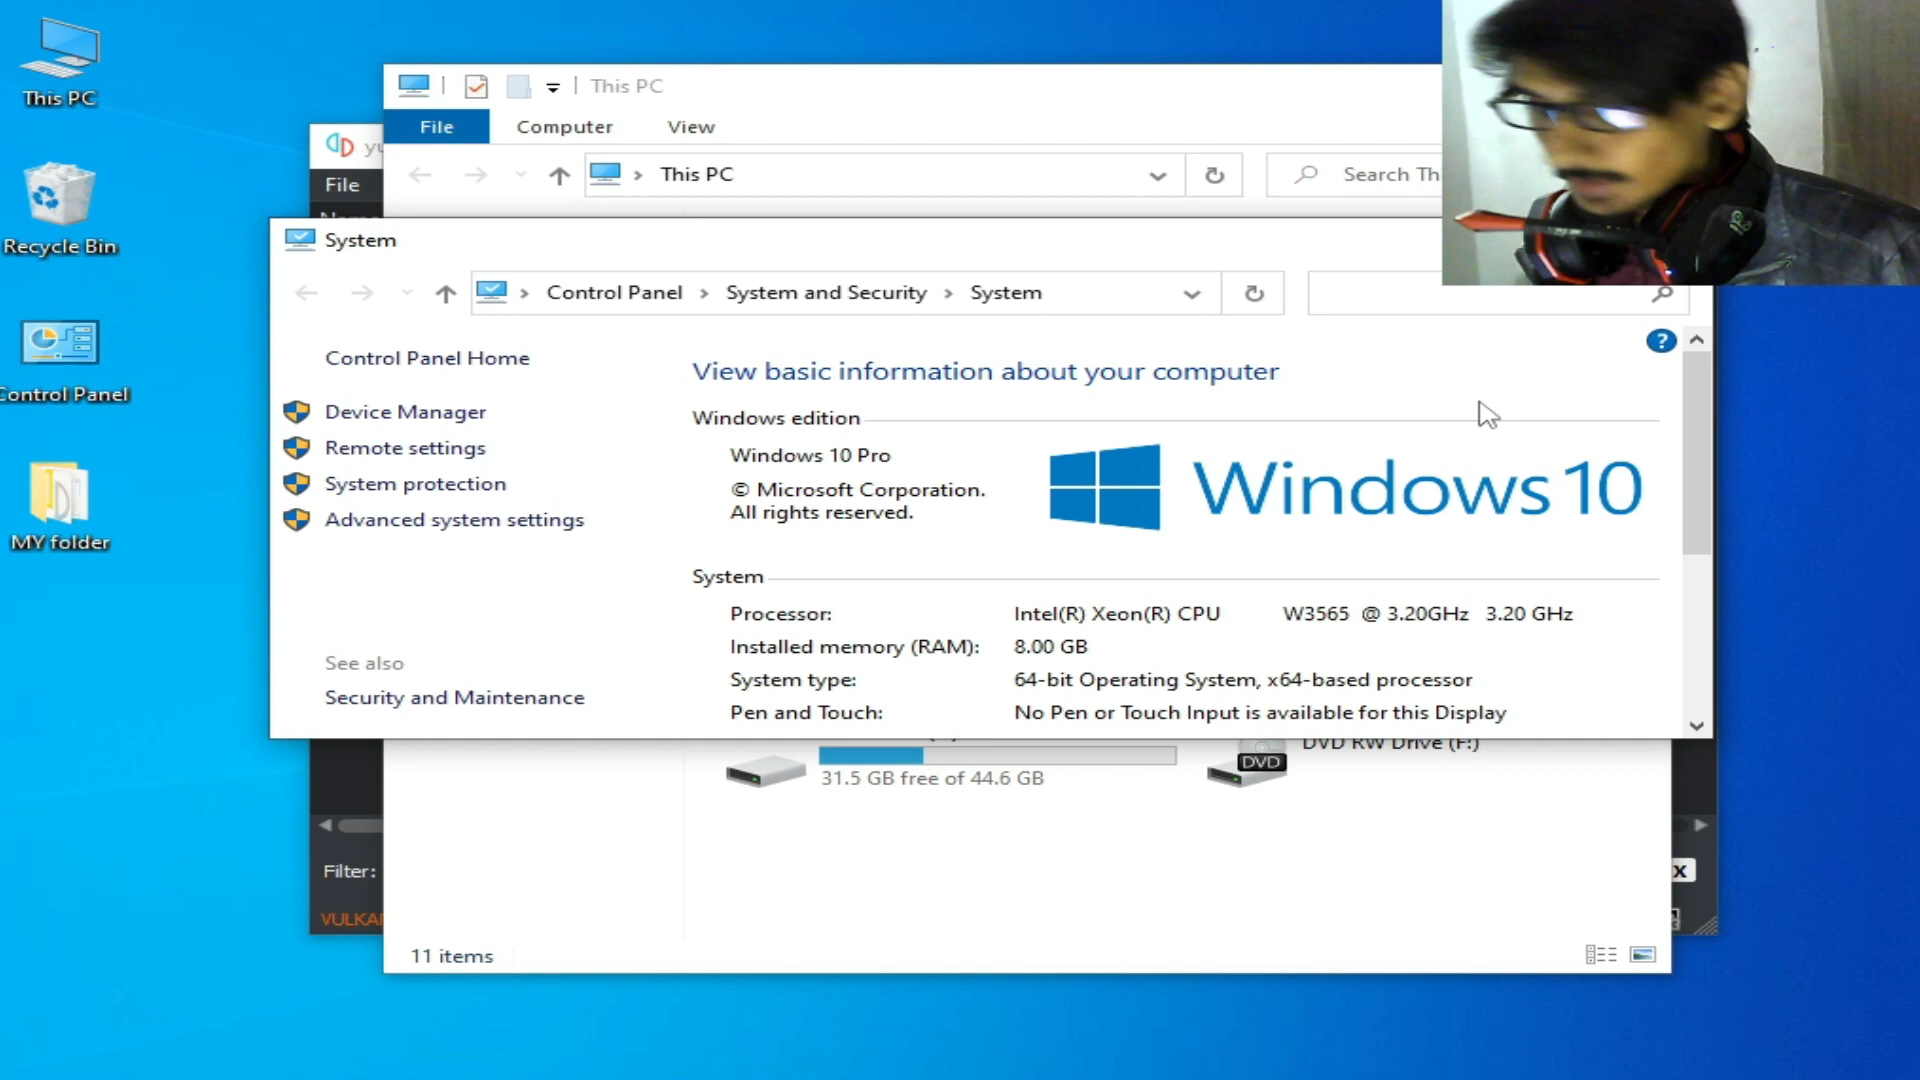 This PC
Recycle Bin
Control Panel
MY folder
This PC
File Computer View
This PC
Search Th
File
System
Control Panel > System and Security > System
Control Panel Home
Device Manager
Remote settings
System protection
Advanced system settings
See also
Security and Maintenance
View basic information about your computer
Windows edition
Windows 10 Pro
© Microsoft Corporation.
All rights reserved.
Windows 10
System
Processor: Intel(R) Xeon(R) CPU W3565 @ 3.20GHz 3.20 GHz
Installed memory (RAM): 8.00 GB
System type: 64-bit Operating System, x64-based processor
Pen and Touch: No Pen or Touch Input is available for this Display
DVD RW Drive (F:)
DVD
31.5 GB free of 44.6 GB
Filter:
X
VULKA
11 items